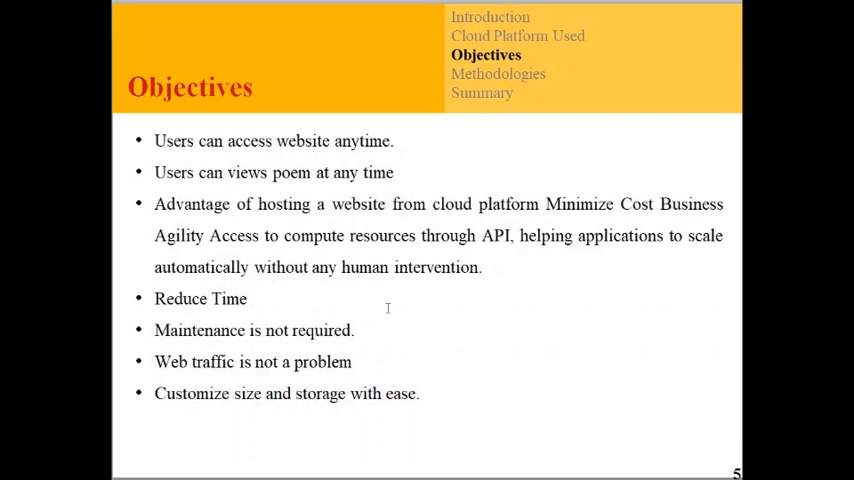 Introduction
Cloud Platform Used
Objectives
Methodologies
Summary
Objectives
• Users can access website anytime.
• Users can views poem at any time
• Advantage of hosting a website from cloud platform Minimize Cost Business
Agility Access to compute resources through API, helping applications to scale
automatically without any human intervention.
• Reduce Time
• Maintenance is not required.
• Web traffic is not a problem
• Customize size and storage with ease.
5